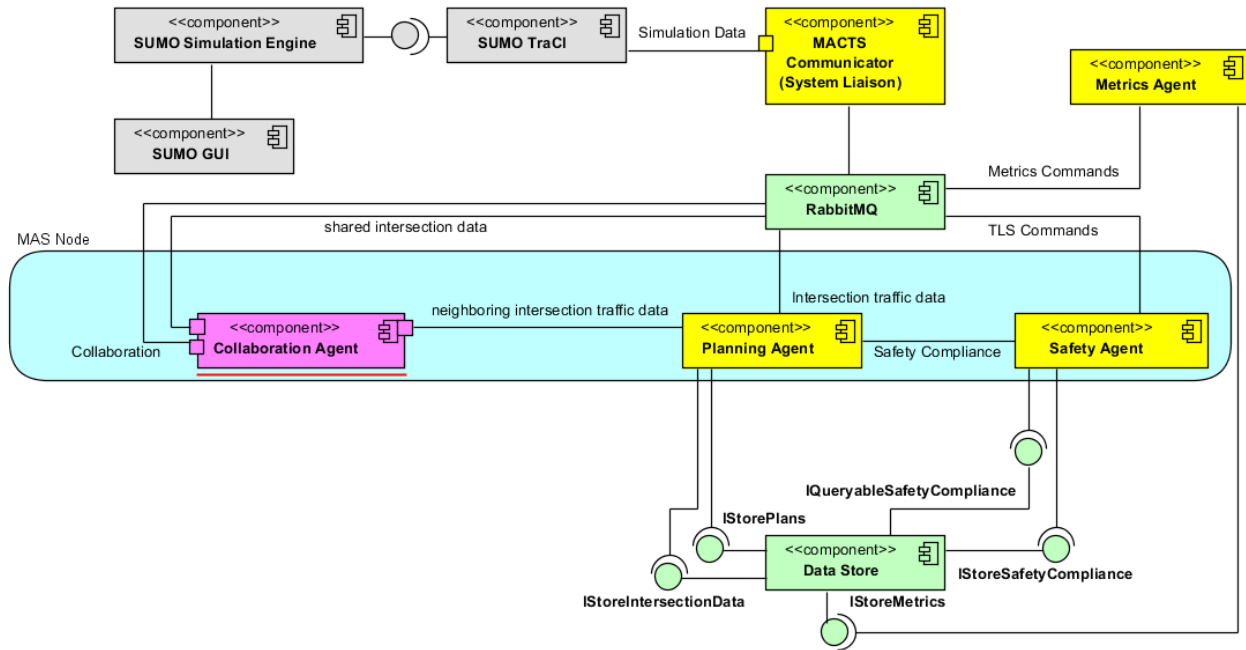 <<component>>
SUMO Simulation Engine
<<component>>
SUMO TraCI
Simulation Data
<<component>>
MACTS
Communicator
(System Liaison)
<<component>>
Metrics Agent
<<component>>
SUMO GUI
Metrics Commands
<<component>>
RabbitMQ
shared intersection data
TLS Commands
MAS Node
neighboring intersection traffic data
Intersection traffic data
<<component>>
Collaboration Agent
Collaboration
<<component>>
Planning Agent
Safety Compliance
<<component>>
Safety Agent
IQueryableSafetyCompliance
IStorePlans
<<component>>
Data Store
IStoreSafetyCompliance
IStoreIntersectionData
IStoreMetrics